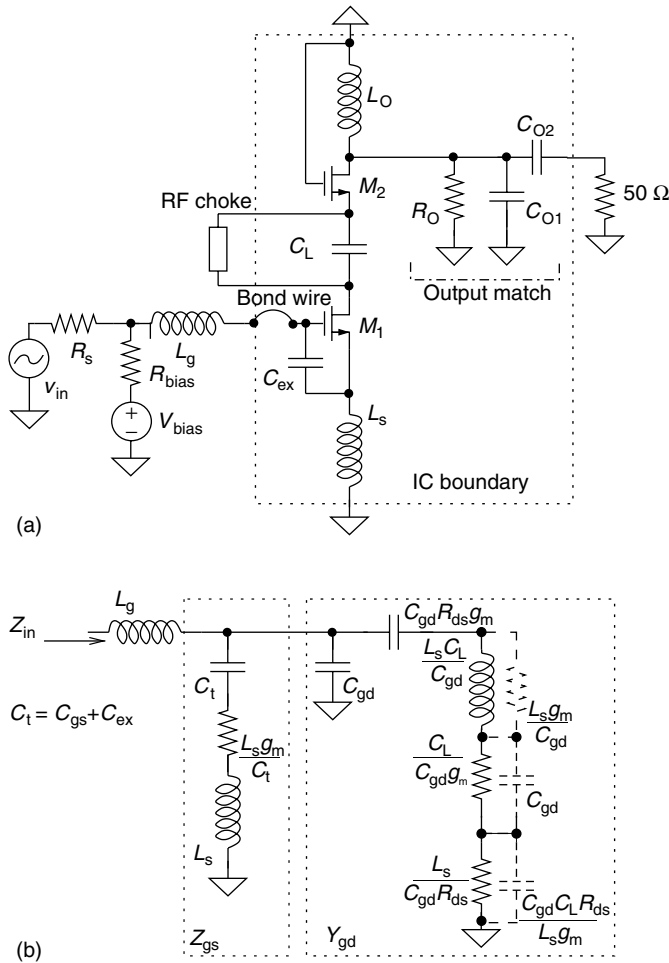 L_O
C_O2
M_2
R_O
C_O1
50 Ω
RF choke
C_L
Output match
Bond wire
M_1
R_s
L_g
R_bias
C_ex
v_in
V_bias
L_s
IC boundary
(a)
Z_in
L_g
C_gd R_ds g_m
L_s C_L
C_gd
C_t
C_gd
L_s g_m
C_gd
C_t = C_gs + C_ex
L_s g_m
C_t
C_L
C_gd g_m
C_gd
L_s
L_s
C_gd R_ds
C_gd C_L R_ds
L_s g_m
Z_gs
Y_gd
(b)